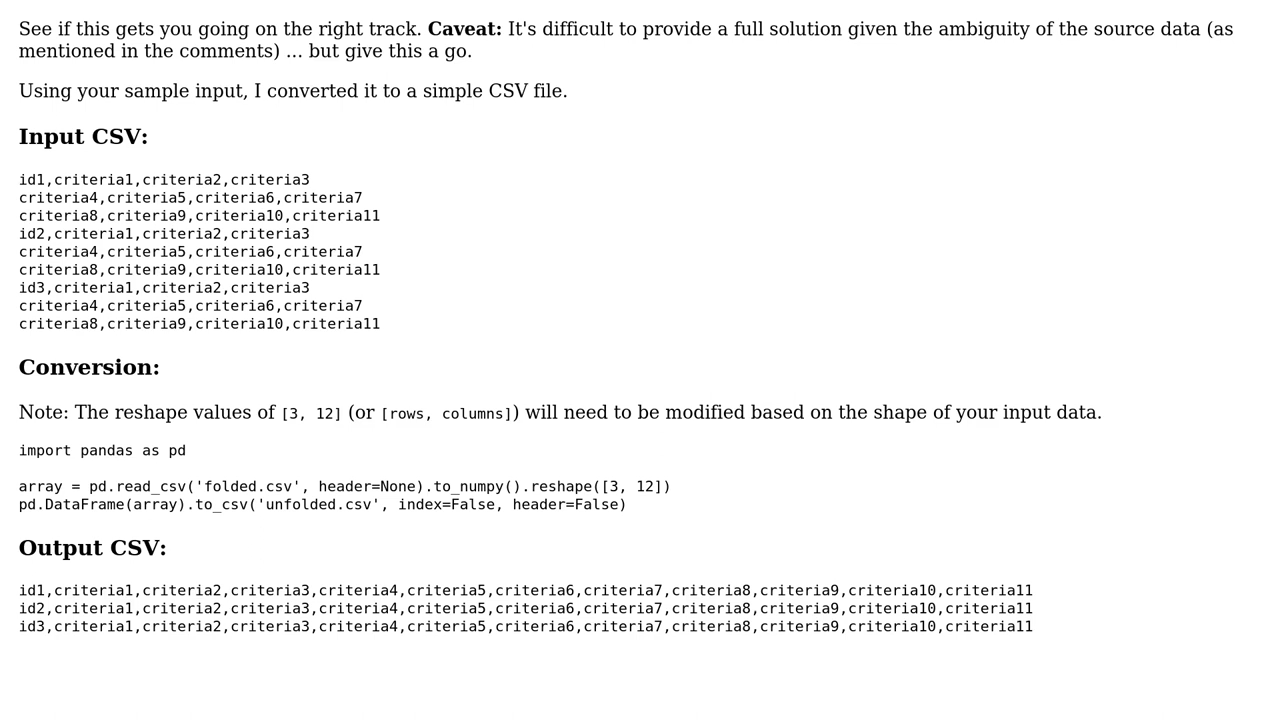 See if this gets you going on the right track. Caveat: It's difficult to provide a full solution given the ambiguity of the source data (as
mentioned in the comments) ... but give this a go.
Using your sample input, I converted it to a simple CSV file.
Input CSV:
id1,criteria1,criteria2,criteria3
criteria4,criteria5,criteria6,criteria7
criteria8,criteria9,criteria10,criteria11
id2,criteria1,criteria2,criteria3
criteria4,criteria5,criteria6,criteria7
criteria8,criteria9,criteria10,criteria11
id3,criteria1,criteria2,criteria3
criteria4,criteria5,criteria6,criteria7
criteria8,criteria9,criteria10,criteria11
Conversion:
Note: The reshape values of [3, 12] (or [rows, columns]) will need to be modified based on the shape of your input data.
import pandas as pd
array = pd.read_csv('folded.csv', header=None).to_numpy().reshape([3, 12])
pd.DataFrame(array).to_csv('unfolded.csv', index=False, header=False)
Output CSV:
id1,criteria1,criteria2,criteria3,criteria4,criteria5,criteria6,criteria7,criteria8,criteria9,criteria10,criteria11
id2,criteria1,criteria2,criteria3,criteria4,criteria5,criteria6,criteria7,criteria8,criteria9,criteria10,criteria11
id3,criteria1,criteria2,criteria3,criteria4,criteria5,criteria6,criteria7,criteria8,criteria9,criteria10,criteria11